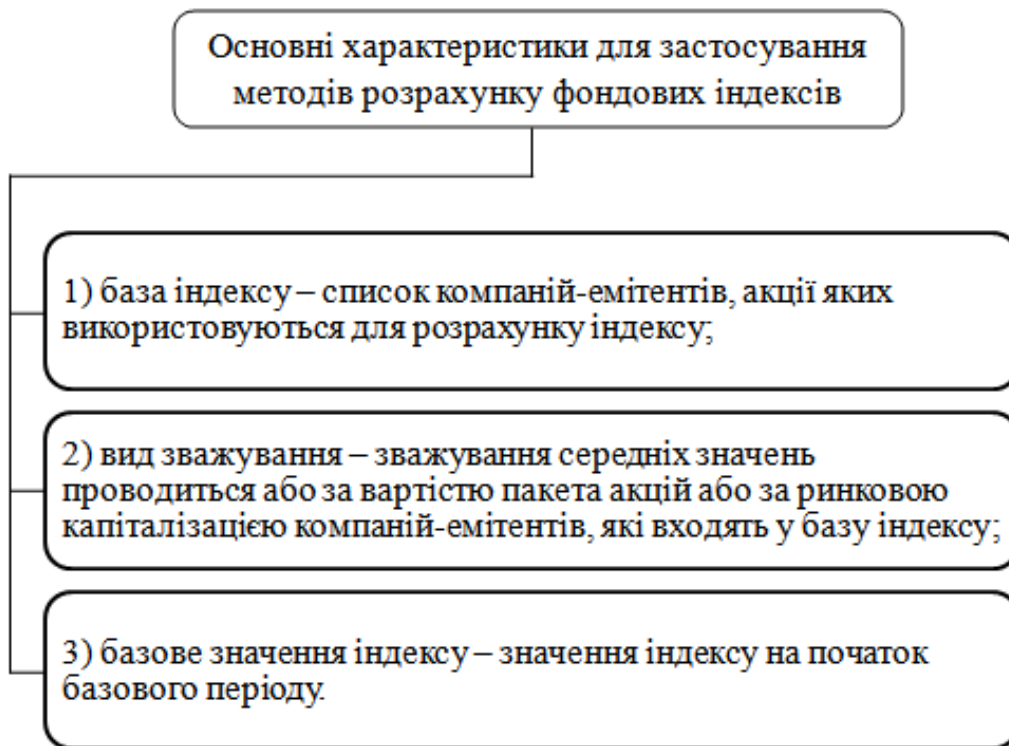 Основні характеристики для застосування
методів розрахунку фондових індексів
1) база індексу – список компаній-емітентів, акції яких
використовуються для розрахунку індексу;
2) вид зважування – зважування середніх значень
проводиться або за вартістю пакета акцій або за ринковою
капіталізацією компаній-емітентів, які входять у базу індексу;
3) базове значення індексу – значення індексу на початок
базового періоду.